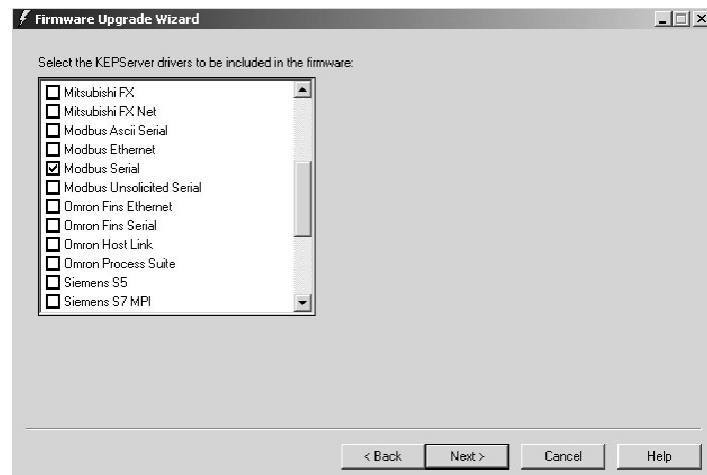 Firmware Upgrade Wizard
Select the KEPServer drivers to be included in the firmware:
Mitsubishi FX
Mitsubishi FX Net
Modbus Ascii Serial
Modbus Ethernet
Modbus Serial
Modbus Unsolicited Serial
Omron Fins Ethernet
Omron Fins Serial
Omron Host Link
Omron Process Suite
Siemens S5
Siemens S7 MPI
< Back Next > Cancel Help